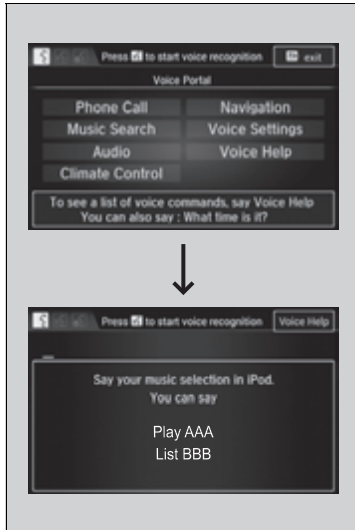 Press to start voice recognition
exit
Voice Portal
Phone Call
Navigation
Music Search
Voice Settings
Audio
Voice Help
Climate Control
To see a list of voice commands, say Voice Help
You can also say : What time is it?
Press to start voice recognition
Voice Help
Say your music selection in iPod.
You can say
Play AAA
List BBB